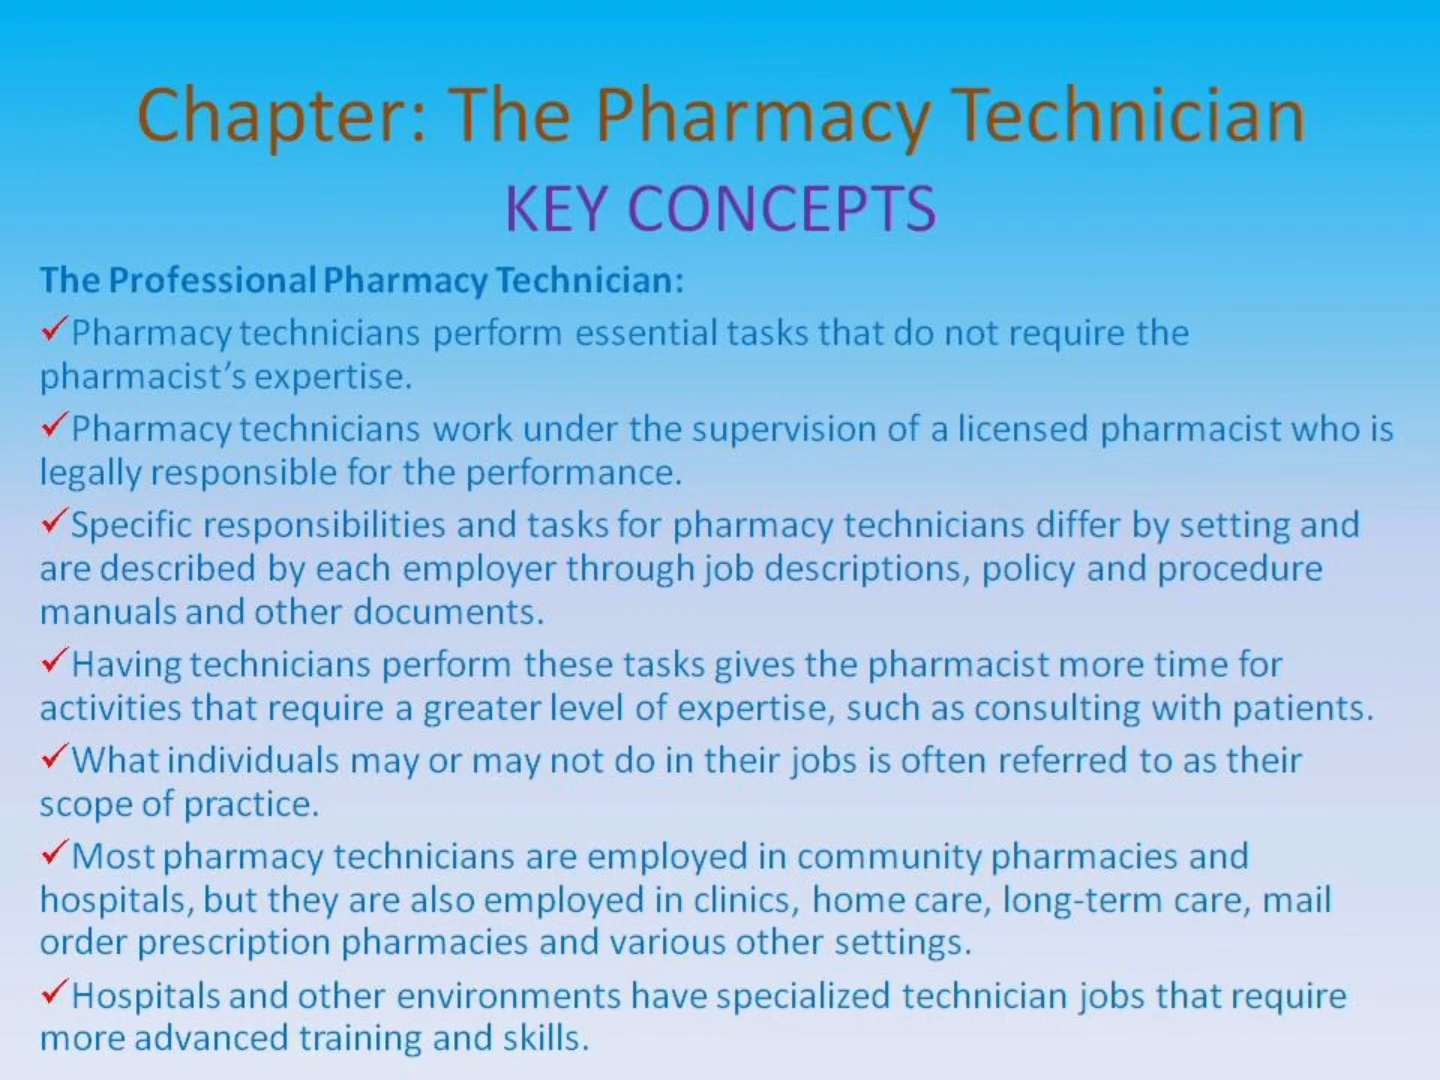 Chapter: The Pharmacy Technician
KEY CONCEPTS
The Professional Pharmacy Technician:
✓Pharmacy technicians perform essential tasks that do not require the
pharmacist’s expertise.
✓Pharmacy technicians work under the supervision of a licensed pharmacist who is
legally responsible for the performance.
✓Specific responsibilities and tasks for pharmacy technicians differ by setting and
are described by each employer through job descriptions, policy and procedure
manuals and other documents.
✓Having technicians perform these tasks gives the pharmacist more time for
activities that require a greater level of expertise, such as consulting with patients.
✓What individuals may or may not do in their jobs is often referred to as their
scope of practice.
✓Most pharmacy technicians are employed in community pharmacies and
hospitals, but they are also employed in clinics, home care, long-term care, mail
order prescription pharmacies and various other settings.
✓Hospitals and other environments have specialized technician jobs that require
more advanced training and skills.